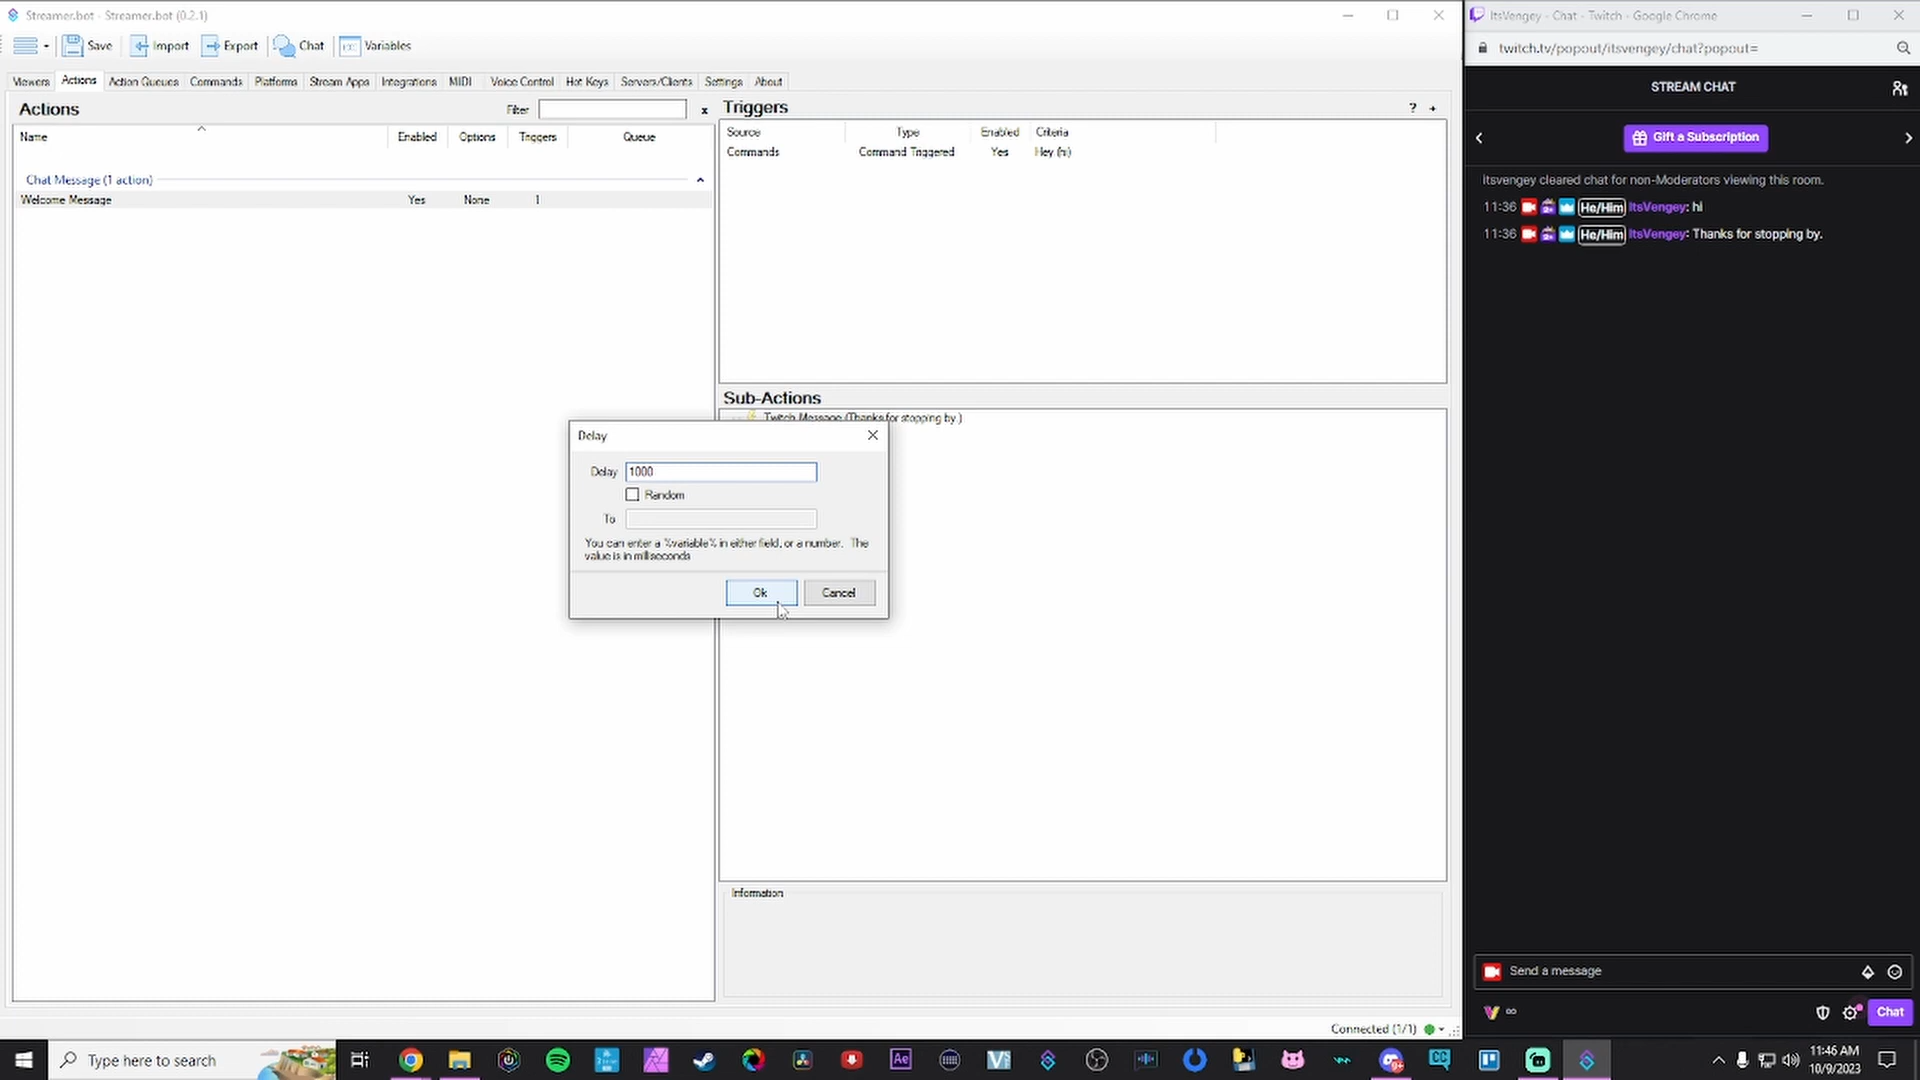 Streamer.bot - Streamer.bot (0.2.1)
Save Import Export Chat Variables
Viewers Actions Action Queues Commands Platforms Stream Apps Integrations MIDI Voice Control Hot Keys Servers/Clients Settings About
Actions
Filter
x
Name Enabled Options Triggers Queue
Chat Message (1 action)
Welcome Message Yes None 1
Triggers
? +
Source Type Enabled Criteria
Commands Command Triggered Yes Hey (hi)
Sub-Actions
Twitch Message (Thanks for stopping by.)
Delay
Delay 1000
Random
To
You can enter a %variable% in either field, or a number. The
value is in milliseconds
Ok Cancel
Information
Connected (1/1)
ItsVengey - Chat - Twitch - Google Chrome
twitch.tv/popout/itsvengey/chat?popout=
STREAM CHAT
Gift a Subscription
Itsvengey cleared chat for non-Moderators viewing this room.
11:36 He/Him ItsVengey: hi
11:36 He/Him ItsVengey: Thanks for stopping by.
Send a message
Chat
Type here to search
Ae
CC
11:46 AM
10/9/2023